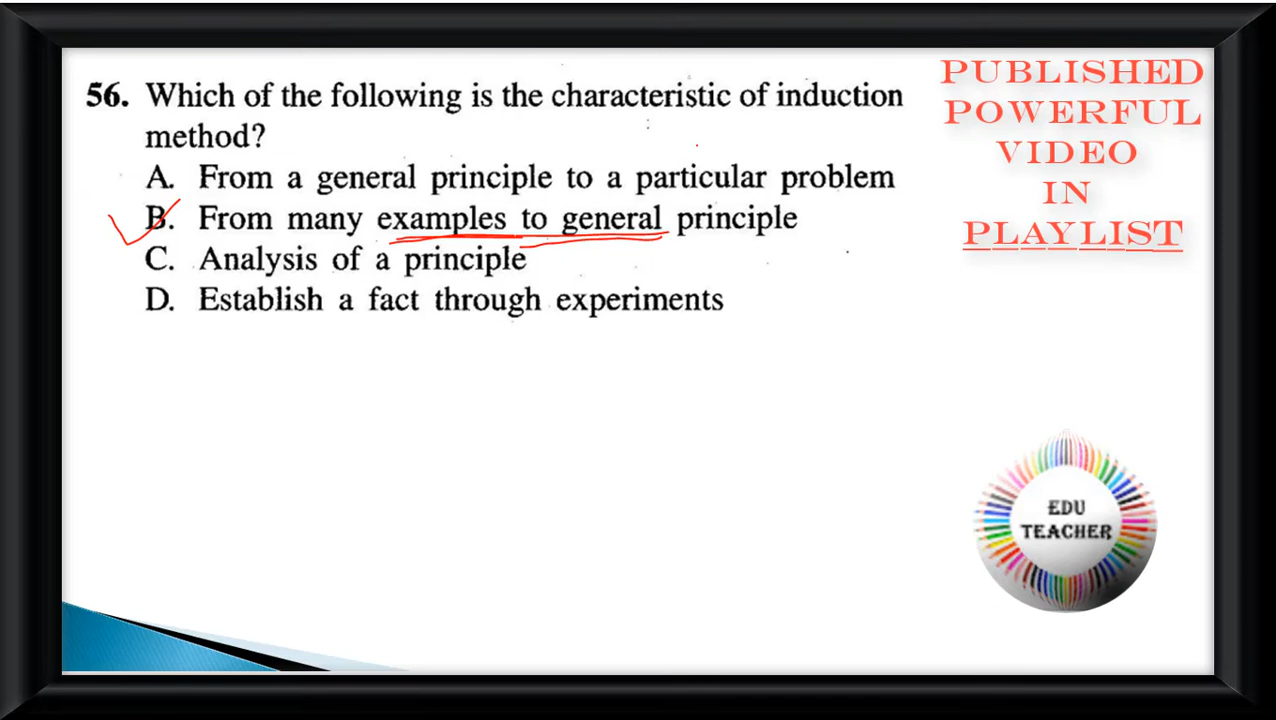 56. Which of the following is the characteristic of induction
method?
A. From a general principle to a particular problem
B. From many examples to general principle
C. Analysis of a principle
D. Establish a fact through experiments
PUBLISHED
POWERFUL
VIDEO
IN
PLAYLIST
EDU
TEACHER